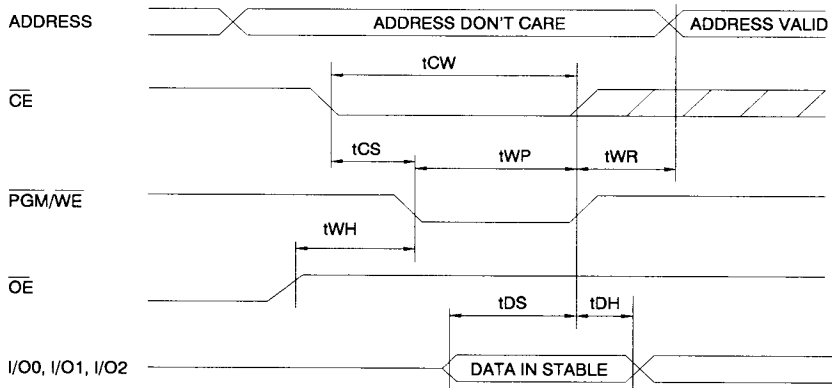 ADDRESS
ADDRESS DON'T CARE
ADDRESS VALID
tCW
CE
tCS
tWP
tWR
PGM/WE
tWH
OE
tDS
tDH
I/O0, I/O1, I/O2
DATA IN STABLE